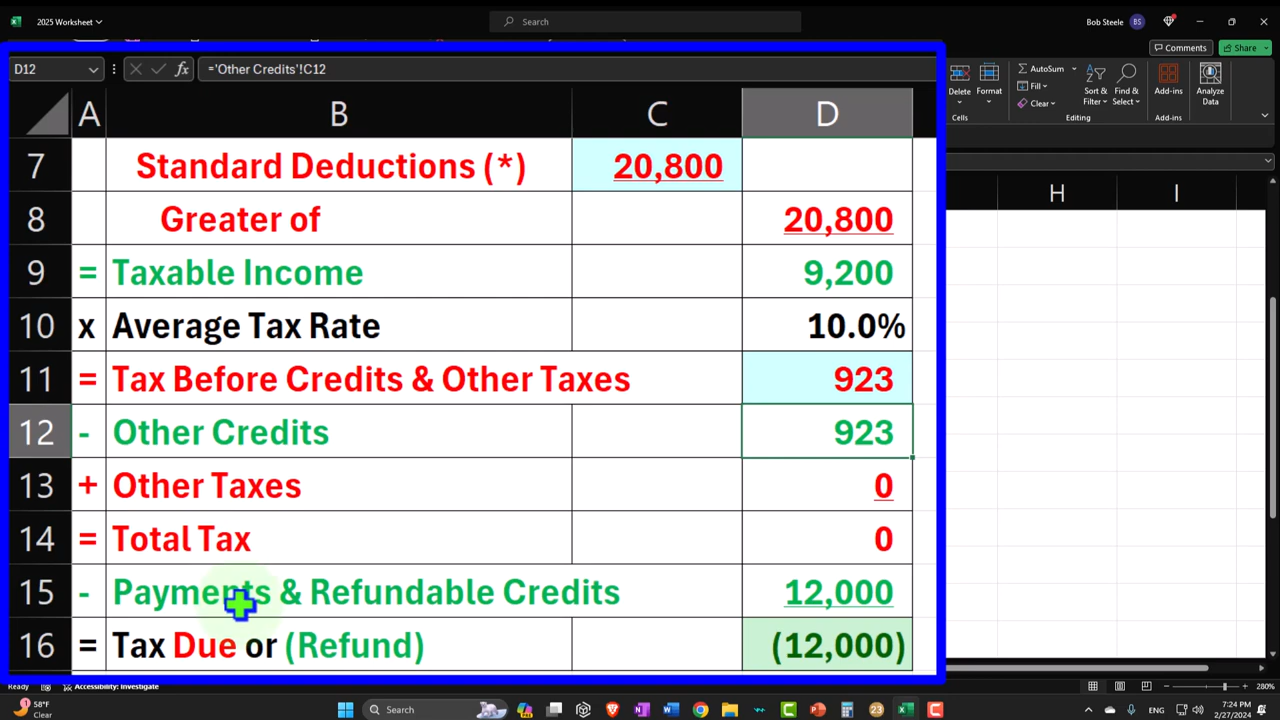 2025 Worksheet
Search
Bob Steele BS
Comments Share
D12 fx ='Other Credits'!C12
AutoSum
Fill
Clear
Delete Format Sort & Filter Find & Select Add-ins Analyze Data
Cells Editing Add-ins
A B C D H I
7 Standard Deductions (*) 20,800
8 Greater of 20,800
9 = Taxable Income 9,200
10 x Average Tax Rate 10.0%
11 = Tax Before Credits & Other Taxes 923
12 - Other Credits 923
13 + Other Taxes 0
14 = Total Tax 0
15 - Payments & Refundable Credits 12,000
16 = Tax Due or (Refund) (12,000)
Ready Accessibility: Investigate 280%
58°F
Clear
Search
ENG
7:24 PM
2/27/2024